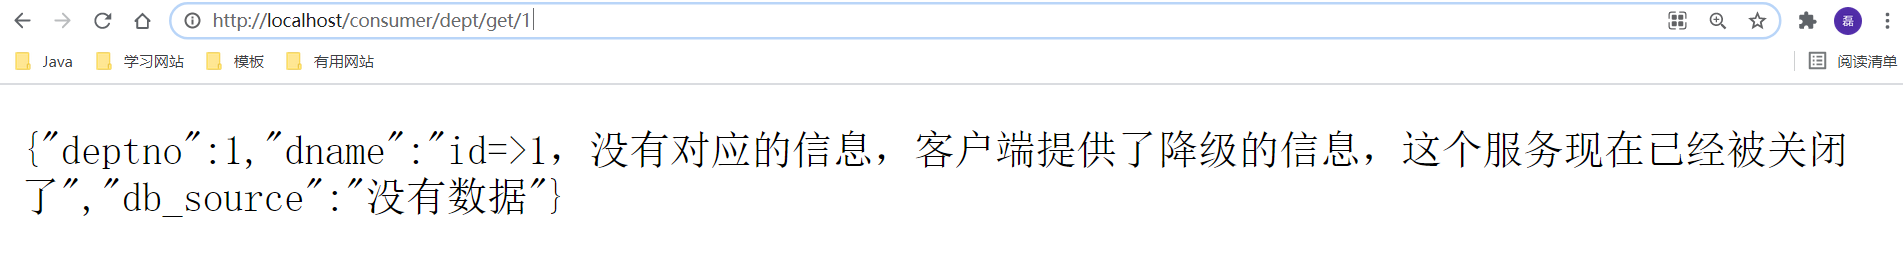 http://localhost/consumer/dept/get/1
磊
Java 学习网站 模板 有用网站 阅读清单
{"deptno":1,"dname":"id=>1，没有对应的信息，客户端提供了降级的信息，这个服务现在已经被关闭
了","db_source":"没有数据"}